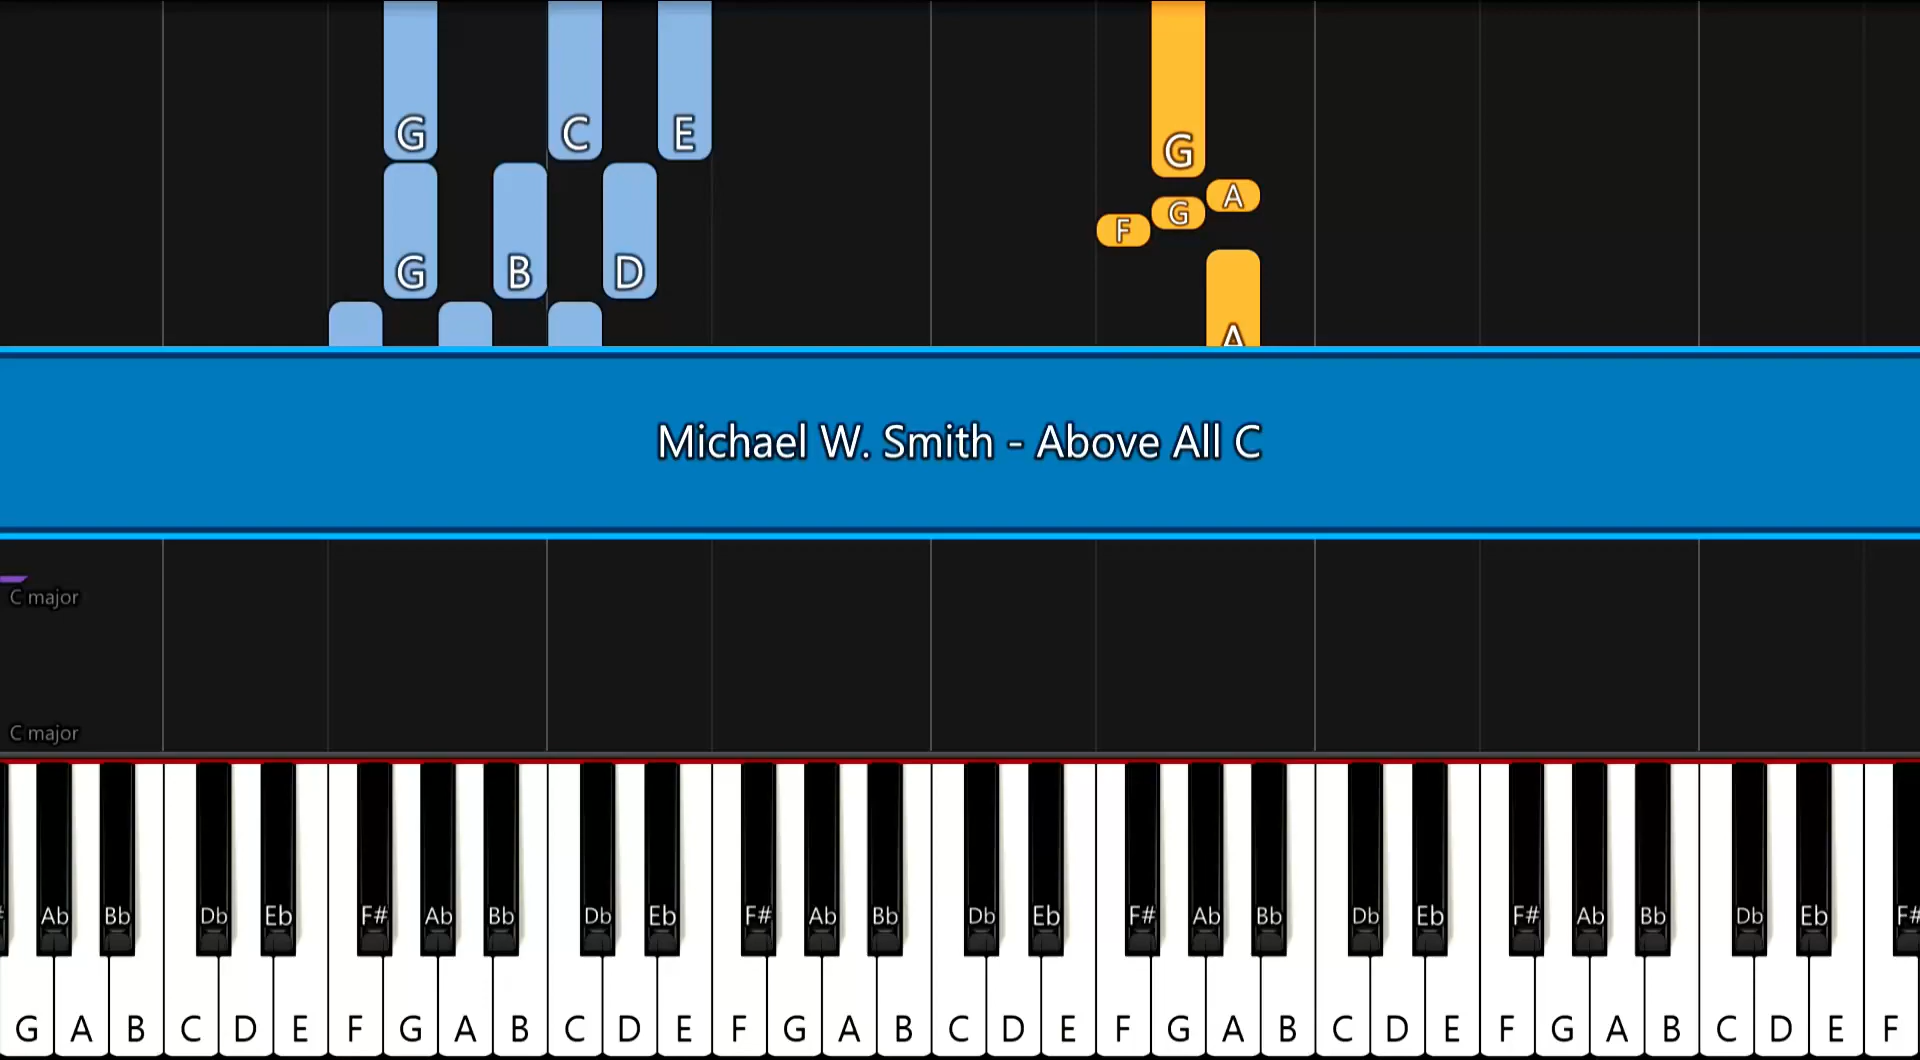 G C E G
A
F G
G B D
A
Michael W. Smith - Above All C
C major
C major
Ab Bb Db Eb F# Ab Bb Db Eb F# Ab Bb Db Eb F# Ab Bb Db Eb F# Ab Bb Db Eb F#
G A B C D E F G A B C D E F G A B C D E F G A B C D E F G A B C D E F